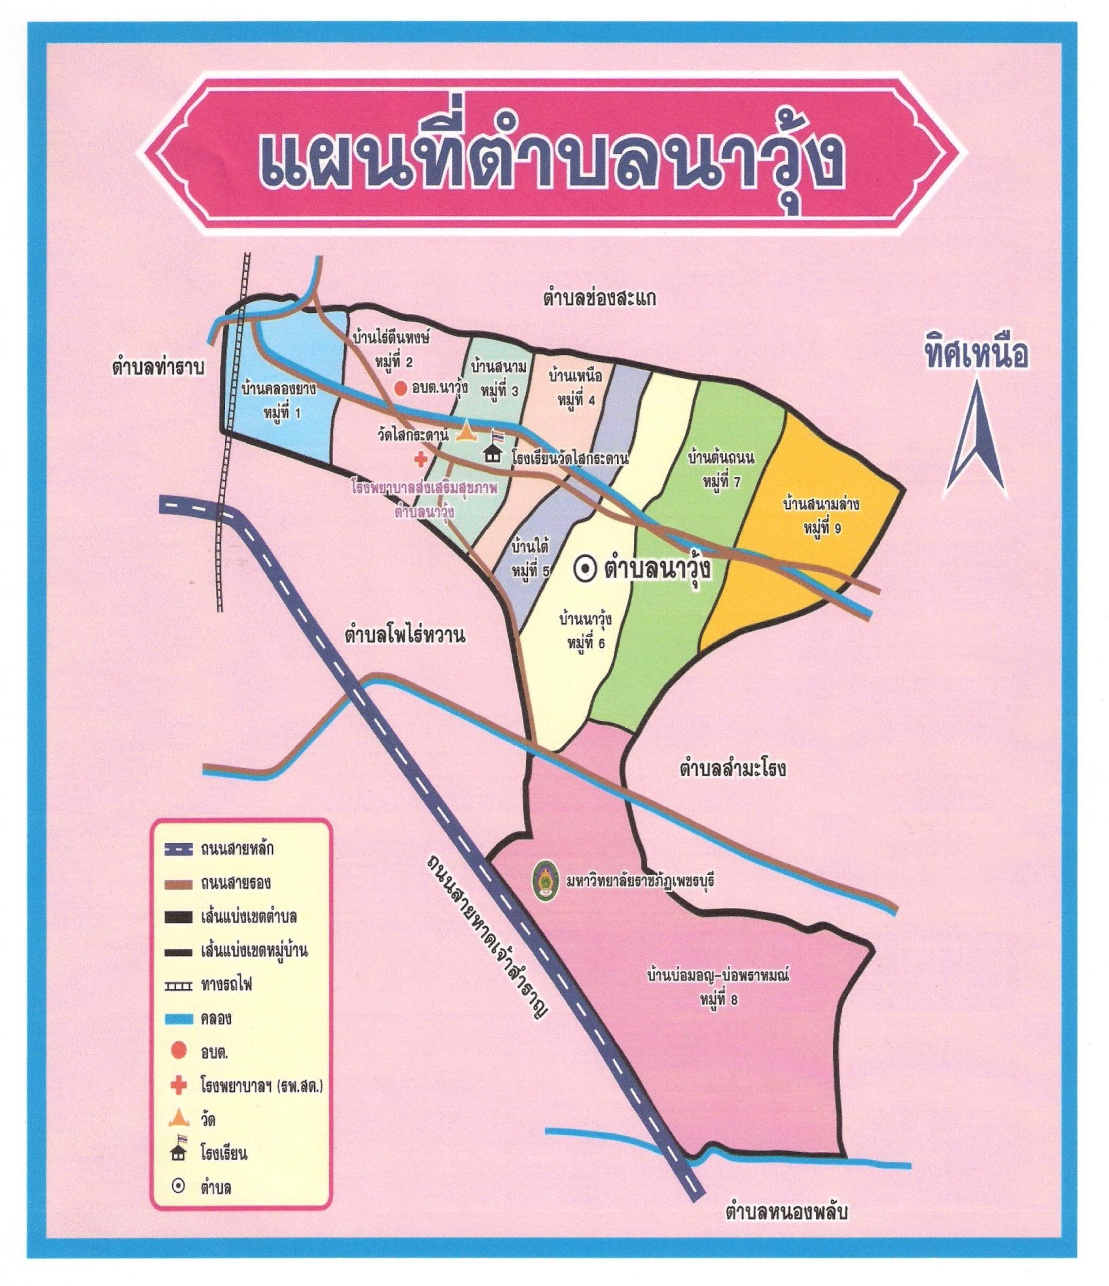 แผนที่ตำบลนาวุ้ง
ตำบลช่องสะแก
ทิศเหนือ
ตำบลท่าราบ
บ้านไร่ตีนทงษ์
หมู่ที่ 2
บ้านสนาม
หมู่ที่ 3
บ้านเหนือ
หมู่ที่ 4
บ้านคลองยาง
หมู่ที่ 1
อบต.นาวุ้ง
วัดไสกระดาน
โรงเรียนวัดไสกระดาน
บ้านต้นถนน
หมู่ที่ 7
โรงพยาบาลส่งเสริมสุขภาพ
ตำบลนาวุ้ง
บ้านสนามล่าง
หมู่ที่ 9
บ้านใต้
หมู่ที่ 5
ตำบลนาวุ้ง
บ้านนาวุ้ง
หมู่ที่ 6
ตำบลโพไร่หวาน
ตำบลสำมะโรง
มหาวิทยาลัยราชภัฏเพชรบุรี
ถนนสายหาดเจ้าสำราญ
บ้านบ่อมอญ-บ่อพราหมณ์
หมู่ที่ 8
ถนนสายหลัก
ถนนสายรอง
เส้นแบ่งเขตตำบล
เส้นแบ่งเขตหมู่บ้าน
ทางรถไฟ
คลอง
อบต.
โรงพยาบาลฯ (รพ.สต.)
วัด
โรงเรียน
ตำบล
ตำบลหนองพลับ